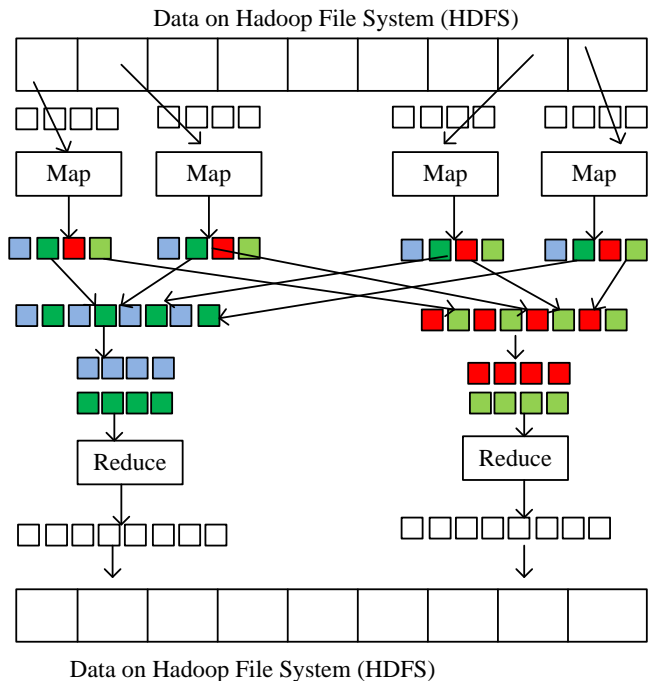 Data on Hadoop File System (HDFS)
Map Map Map Map
Reduce Reduce
Data on Hadoop File System (HDFS)